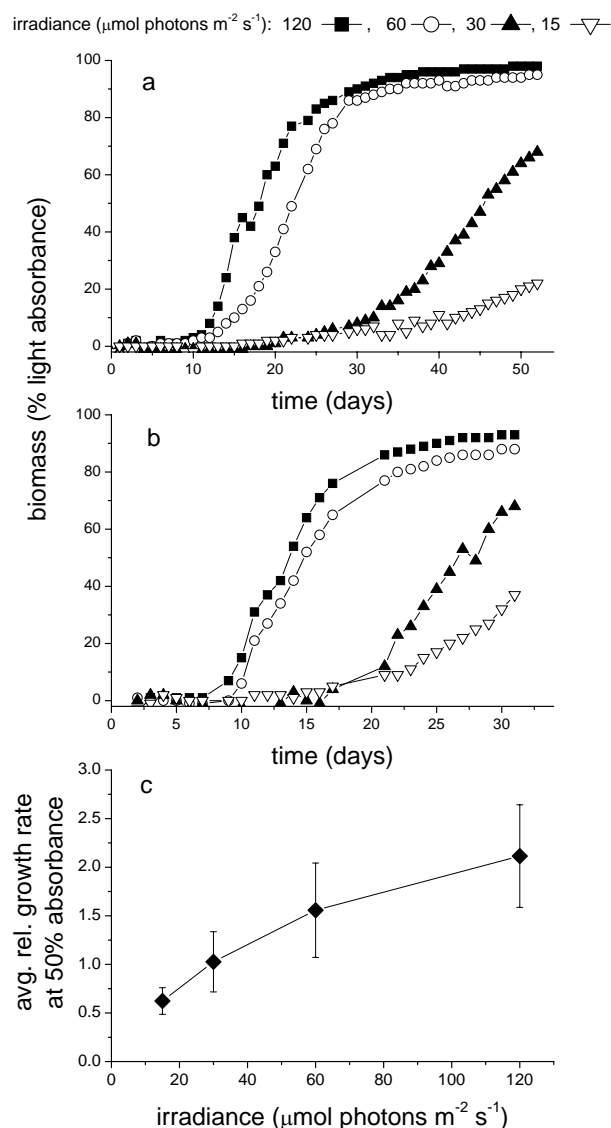 irradiance (μmol photons m⁻² s⁻¹): 120 ■, 60 ○, 30 ▲, 15 ▽
a
100
80
60
40
20
0
0 10 20 30 40 50
time (days)
biomass (% light absorbance)
b
100
80
60
40
20
0
0 5 10 15 20 25 30
time (days)
c
3.0
2.5
2.0
1.5
1.0
0.5
0.0
avg. rel. growth rate
at 50% absorbance
0 20 40 60 80 100 120
irradiance (μmol photons m⁻² s⁻¹)